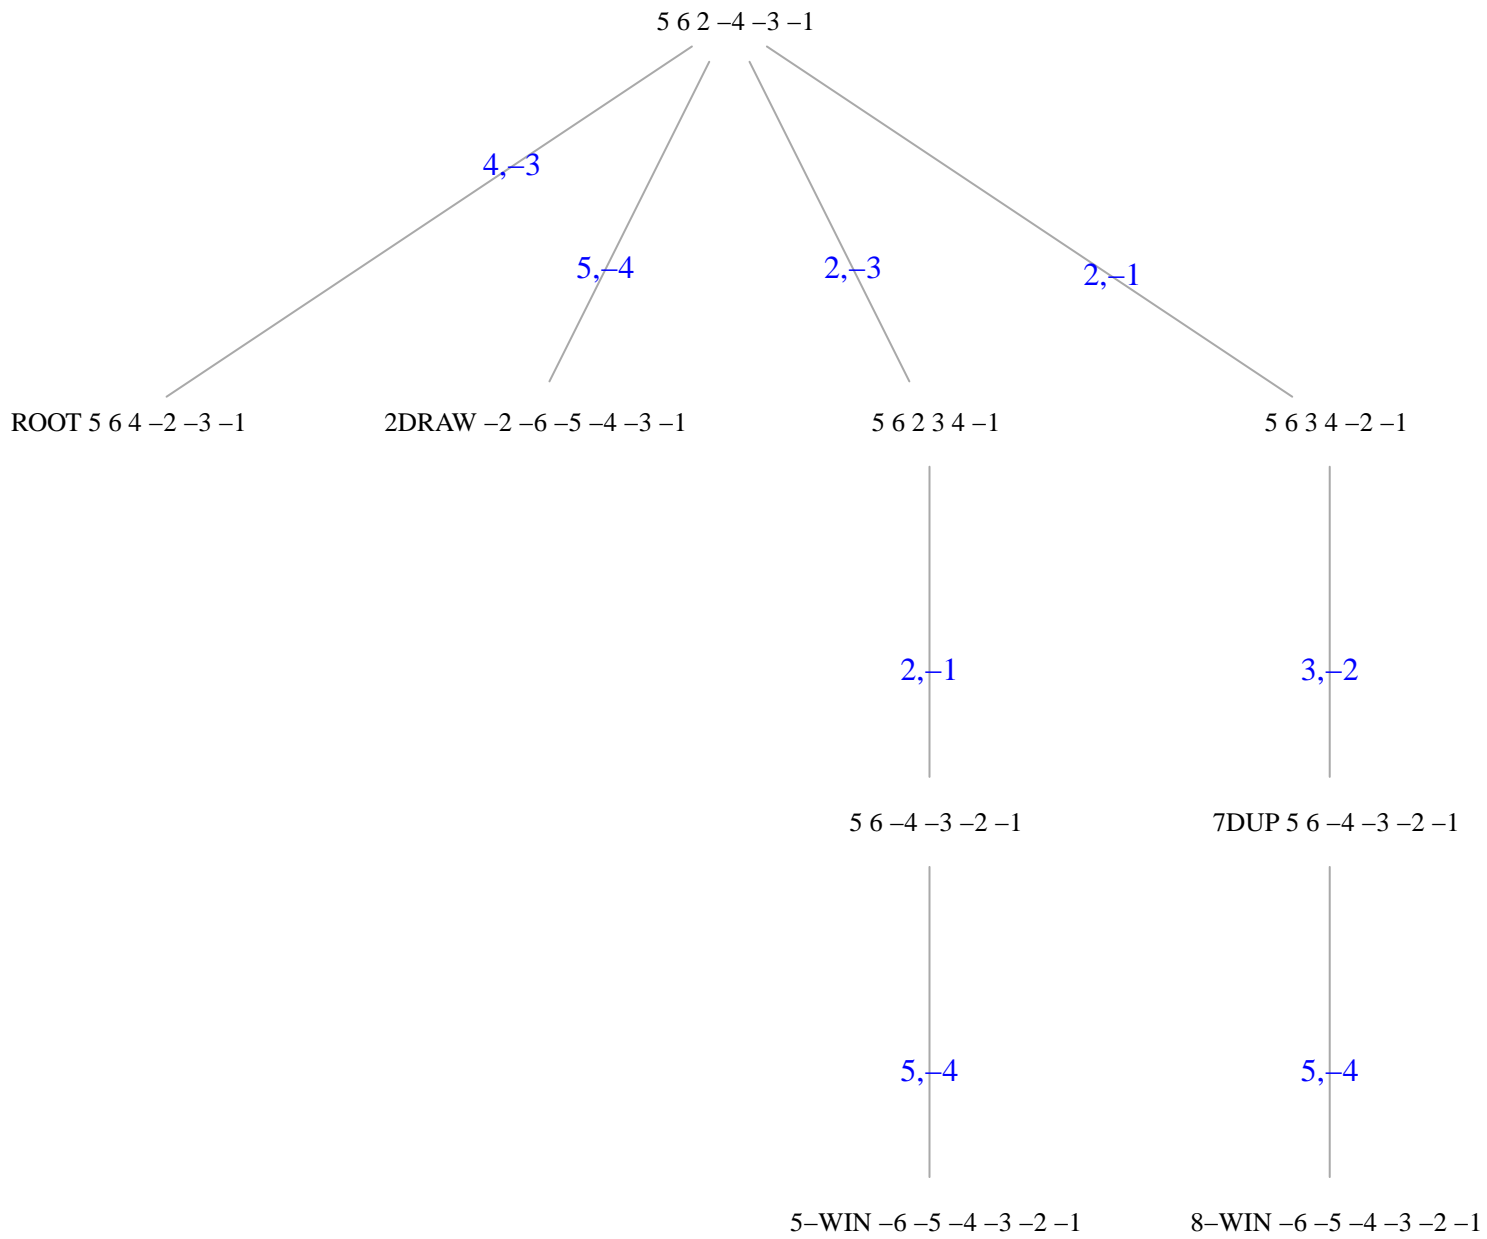 5 6 2 –4 –3 –1
4,–3
5,–4
2,–3
2,–1
ROOT 5 6 4 –2 –3 –1
2DRAW –2 –6 –5 –4 –3 –1
5 6 2 3 4 –1
5 6 3 4 –2 –1
2,–1
3,–2
5 6 –4 –3 –2 –1
7DUP 5 6 –4 –3 –2 –1
5,–4
5,–4
5–WIN –6 –5 –4 –3 –2 –1
8–WIN –6 –5 –4 –3 –2 –1